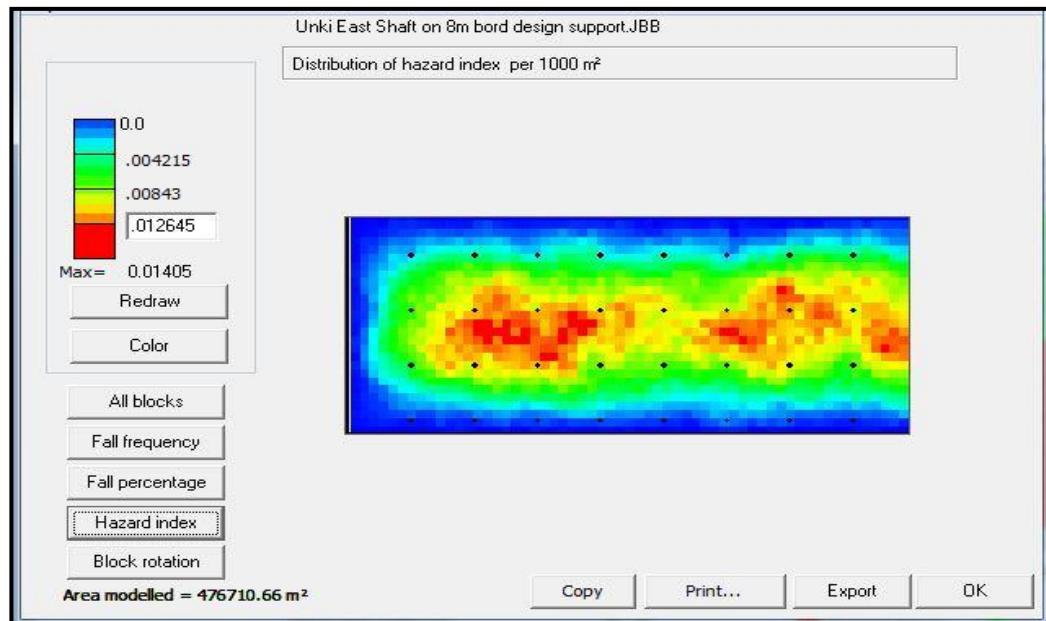 Unki East Shaft on 8m bord design support.JBB
Distribution of hazard index per 1000 m²
0.0
.004215
.00843
.012645
Max= 0.01405
Redraw
Color
All blocks
Fall frequency
Fall percentage
Hazard index
Block rotation
Area modelled = 476710.66 m²
Copy Print... Export OK